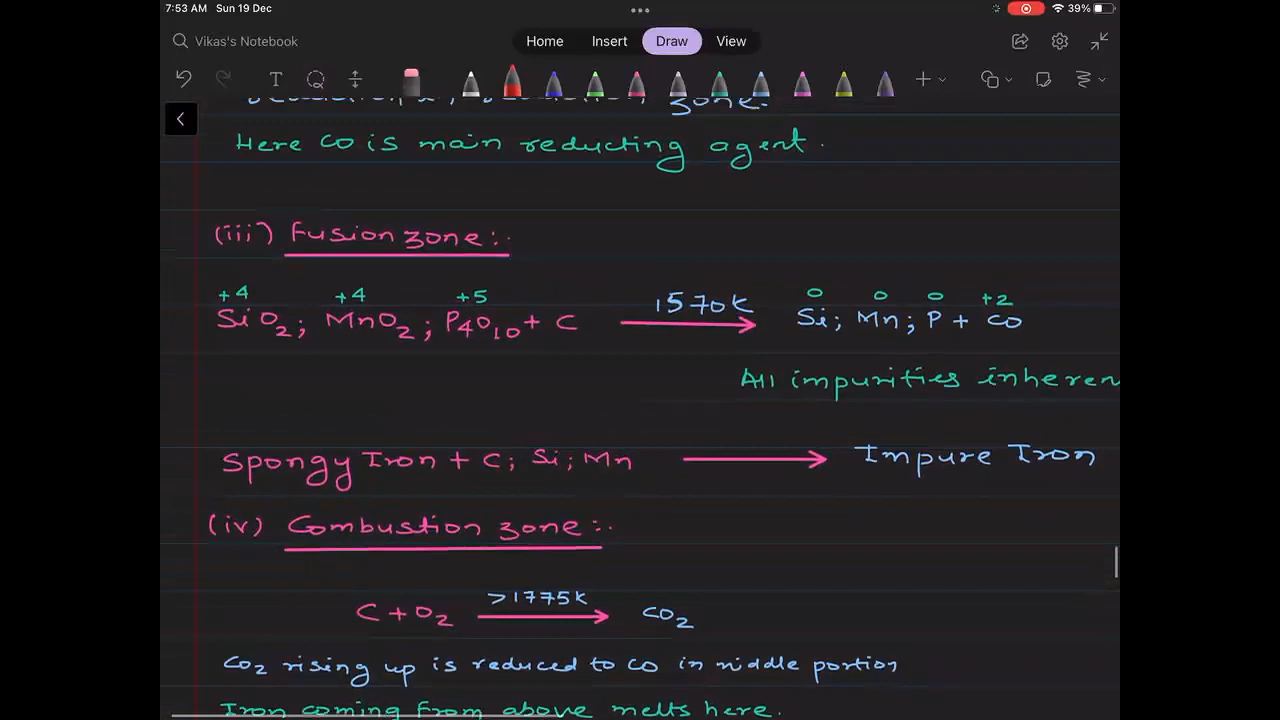 7:53 AM Sun 19 Dec
39%
Vikas's Notebook
Home Insert Draw View
zone.
Here CO is main reducting agent.
(iii) Fusion zone:.
+4 +4 +5 1570K 0 0 0 +2
SiO2; MnO2; P4O10 + C Si; Mn; P + CO
All impurities inheren
Spongy Iron + C; Si; Mn Impure Iron
(iv) Combustion zone:.
>1775K
C + O2 CO2
CO2 rising up is reduced to CO in middle portion
Iron coming from above melts here.